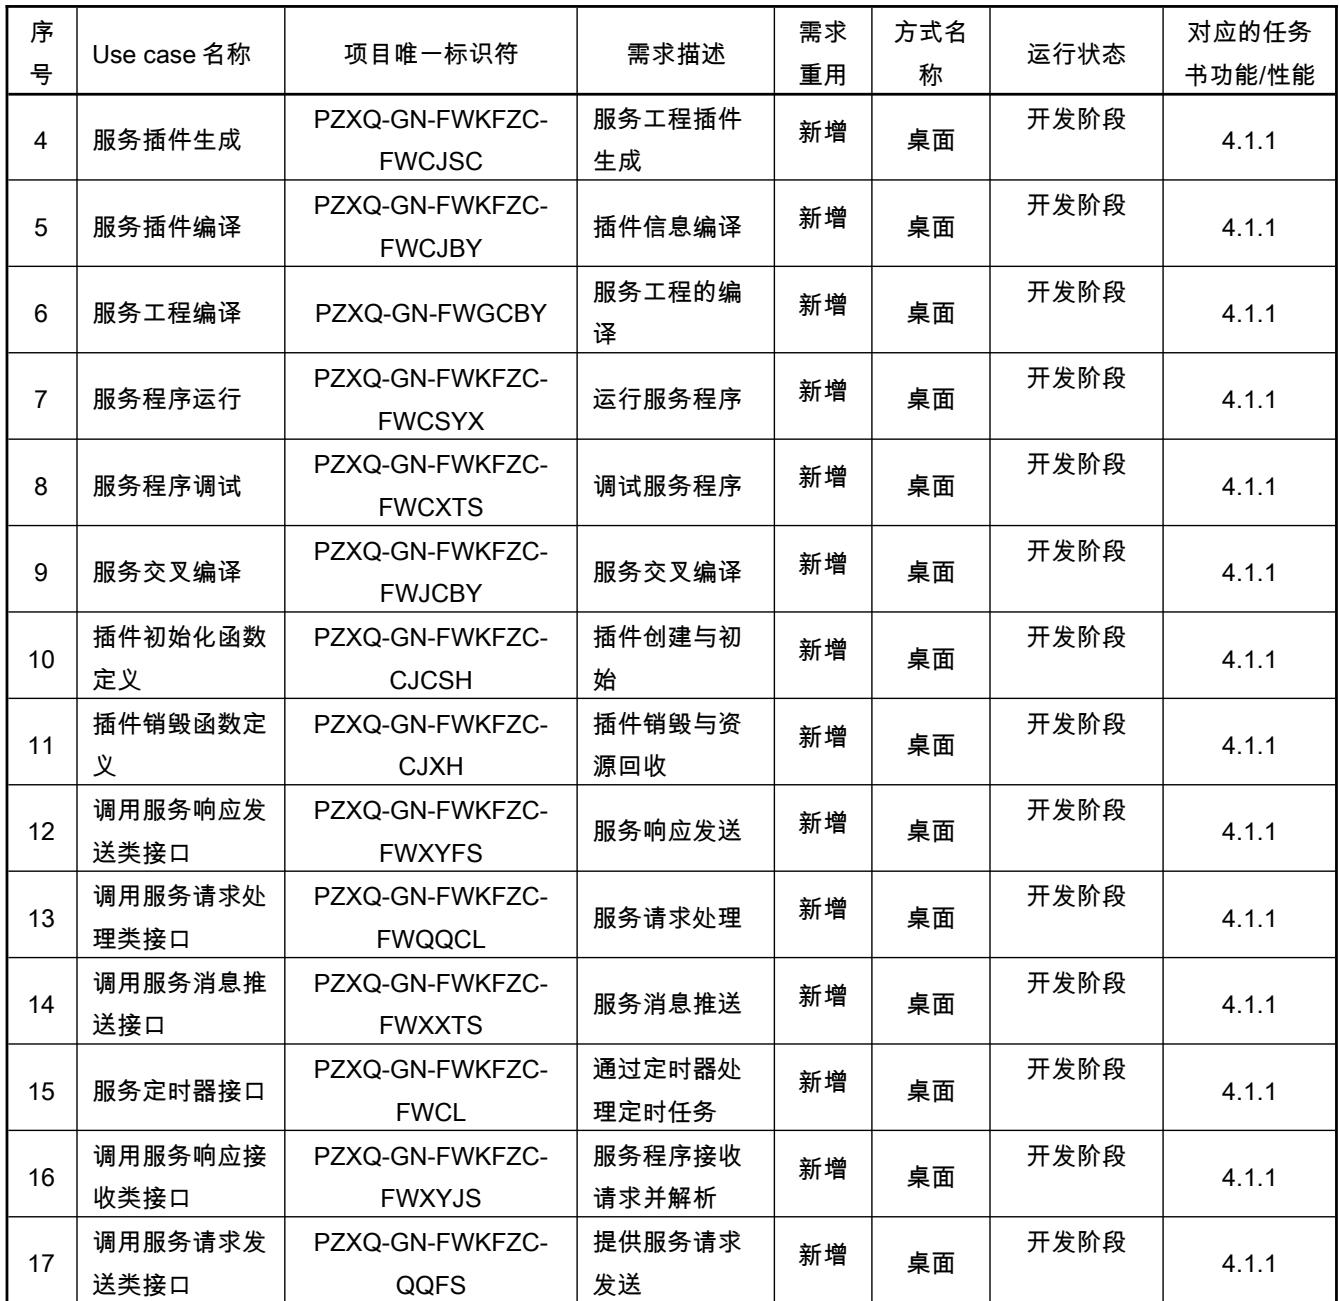 序号 Use case 名称 项目唯一标识符 需求描述 需求重用 方式名称 运行状态 对应的任务书功能/性能
4 服务插件生成 PZXQ-GN-FWKFZC-FWCJSC 服务工程插件生成 新增 桌面 开发阶段 4.1.1
5 服务插件编译 PZXQ-GN-FWKFZC-FWCJBY 插件信息编译 新增 桌面 开发阶段 4.1.1
6 服务工程编译 PZXQ-GN-FWGCBY 服务工程的编译 新增 桌面 开发阶段 4.1.1
7 服务程序运行 PZXQ-GN-FWKFZC-FWCSYX 运行服务程序 新增 桌面 开发阶段 4.1.1
8 服务程序调试 PZXQ-GN-FWKFZC-FWCXTS 调试服务程序 新增 桌面 开发阶段 4.1.1
9 服务交叉编译 PZXQ-GN-FWKFZC-FWJCBY 服务交叉编译 新增 桌面 开发阶段 4.1.1
10 插件初始化函数定义 PZXQ-GN-FWKFZC-CJCSH 插件创建与初始 新增 桌面 开发阶段 4.1.1
11 插件销毁函数定义 PZXQ-GN-FWKFZC-CJXH 插件销毁与资源回收 新增 桌面 开发阶段 4.1.1
12 调用服务响应发送类接口 PZXQ-GN-FWKFZC-FWXYFS 服务响应发送 新增 桌面 开发阶段 4.1.1
13 调用服务请求处理类接口 PZXQ-GN-FWKFZC-FWQQCL 服务请求处理 新增 桌面 开发阶段 4.1.1
14 调用服务消息推送接口 PZXQ-GN-FWKFZC-FWXXTS 服务消息推送 新增 桌面 开发阶段 4.1.1
15 服务定时器接口 PZXQ-GN-FWKFZC-FWCL 通过定时器处理定时任务 新增 桌面 开发阶段 4.1.1
16 调用服务响应接收类接口 PZXQ-GN-FWKFZC-FWXYJS 服务程序接收请求并解析 新增 桌面 开发阶段 4.1.1
17 调用服务请求发送类接口 PZXQ-GN-FWKFZC-QQFS 提供服务请求发送 新增 桌面 开发阶段 4.1.1